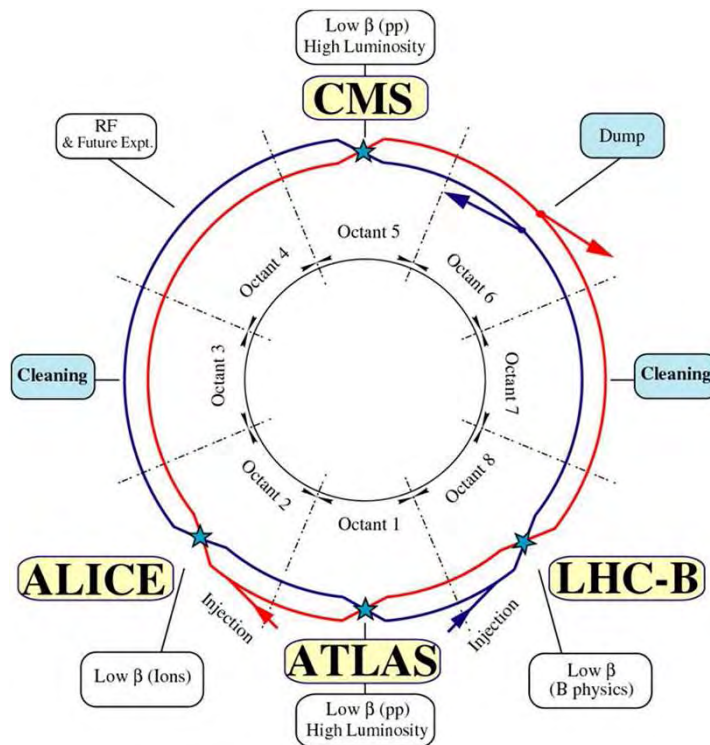 Low β (pp)
High Luminosity
CMS
RF
& Future Expt.
Dump
Octant 5
Octant 4
Octant 6
Cleaning
Octant 3
Octant 7
Cleaning
Octant 2
Octant 8
Octant 1
ALICE
LHC-B
Injection
Injection
ATLAS
Low β (Ions)
Low β
(B physics)
Low β (pp)
High Luminosity